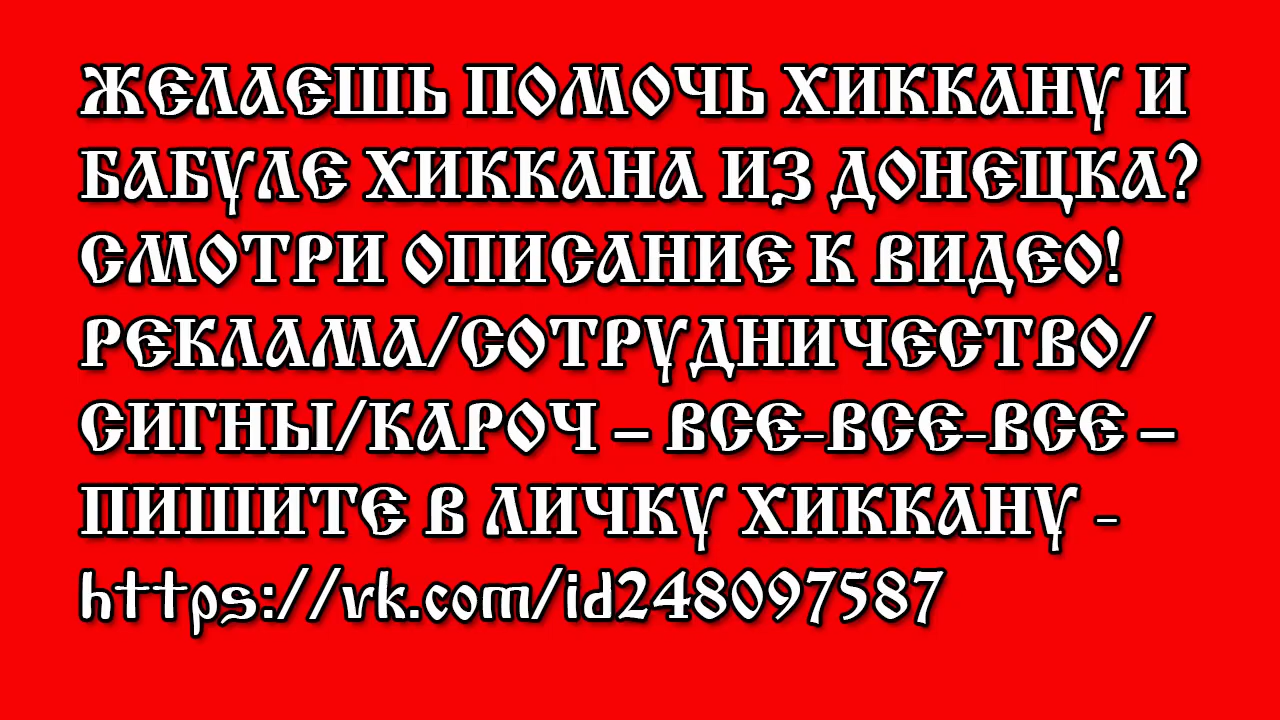 ЖЕЛАЕШЬ ПОМОЧЬ ХИККАНУ И
БАБУЛЕ ХИККАНА ИЗ ДОНЕЦКА?
СМОТРИ ОПИСАНИЕ К ВИДЕО!
РЕКЛАМА/СОТРУДНИЧЕСТВО/
СИГНЫ/КАРОЧ – ВСЕ-ВСЕ-ВСЕ –
ПИШИТЕ В ЛИЧКУ ХИККАНУ -
https://vk.com/id248097587